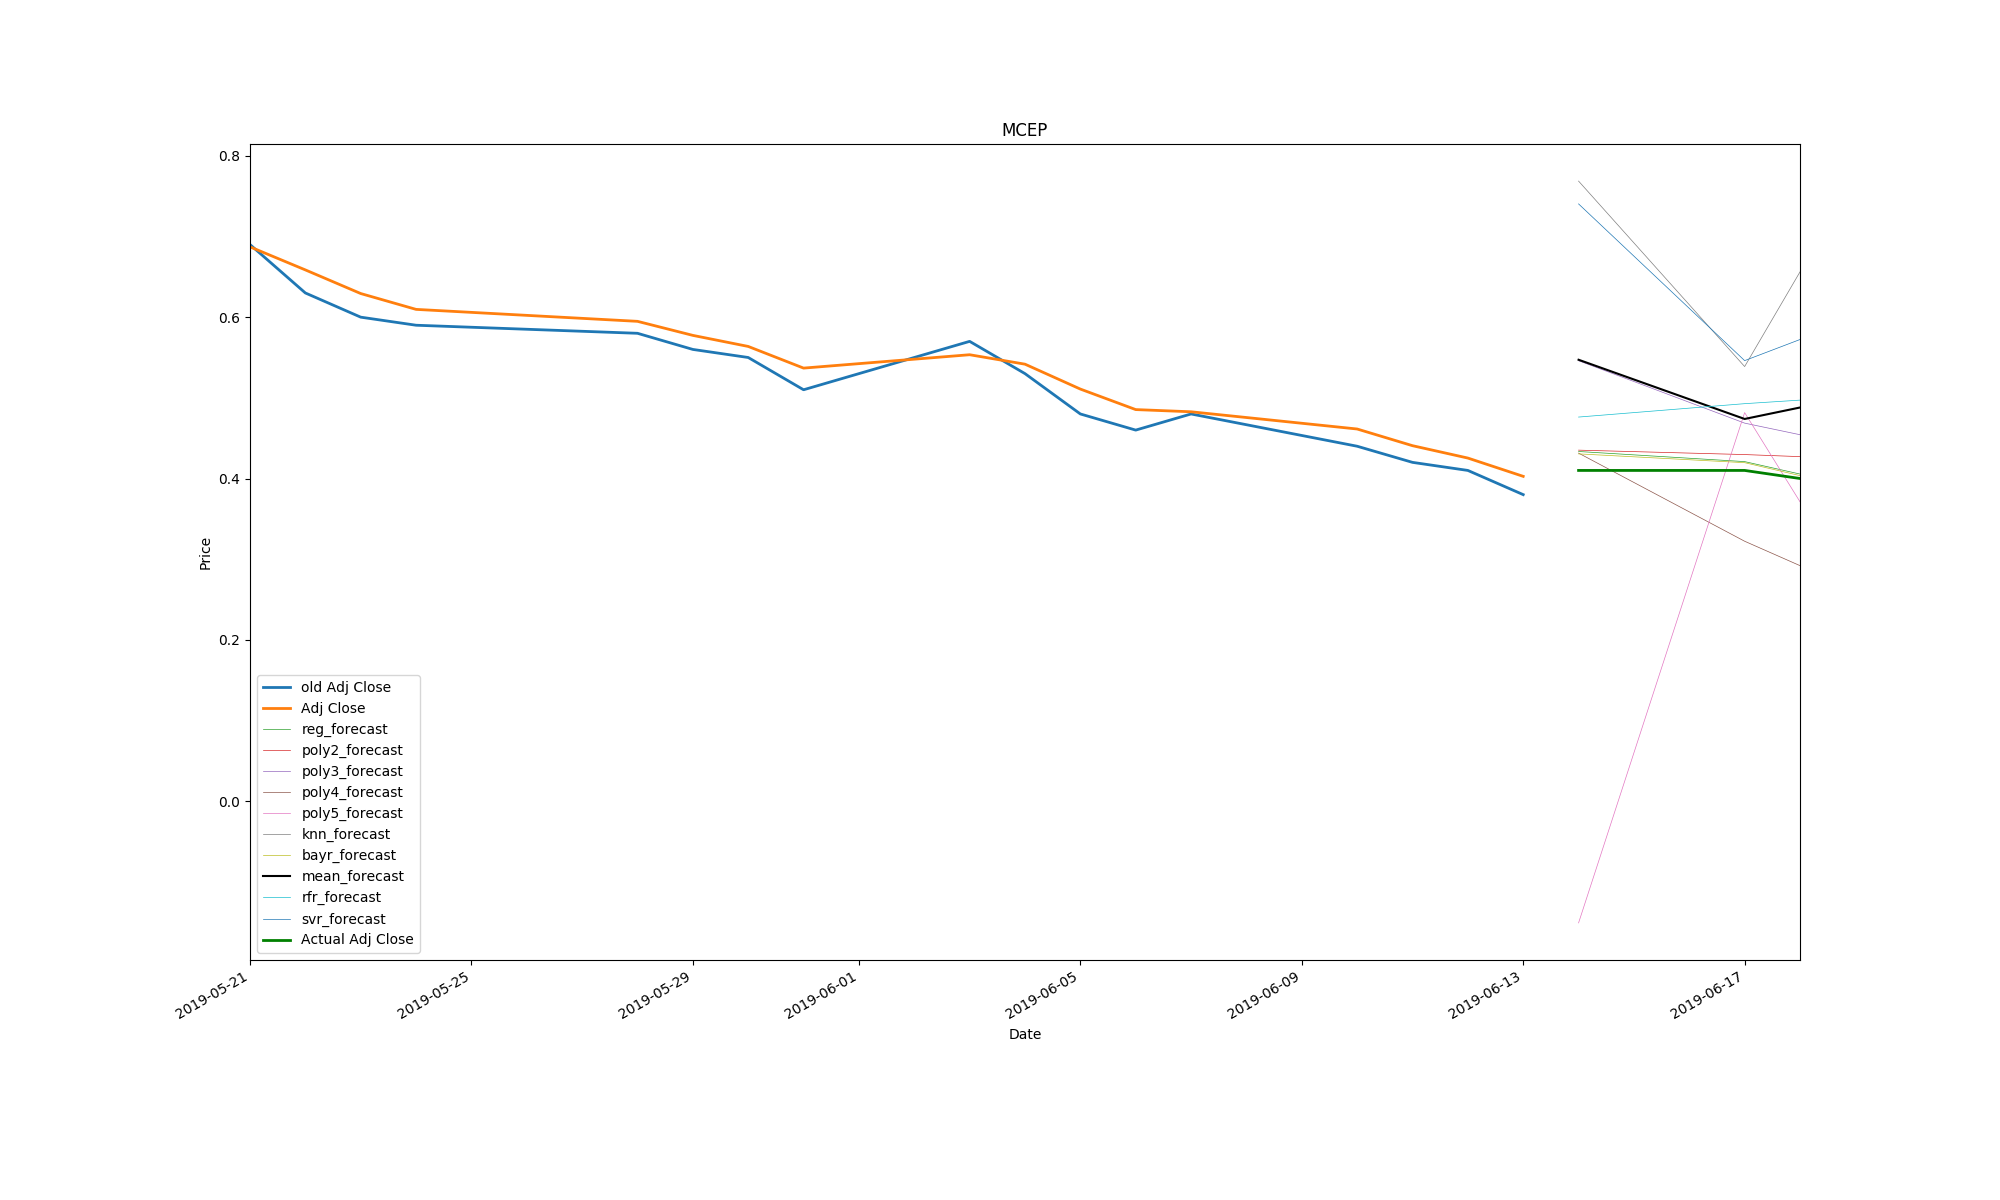 MCEP
0.8
0.6
0.4
0.2
0.0
Price
old Adj Close
Adj Close
reg_forecast
poly2_forecast
poly3_forecast
poly4_forecast
poly5_forecast
knn_forecast
bayr_forecast
mean_forecast
rfr_forecast
svr_forecast
Actual Adj Close
2019-05-21
2019-05-25
2019-05-29
2019-06-01
2019-06-05
2019-06-09
2019-06-13
2019-06-17
Date